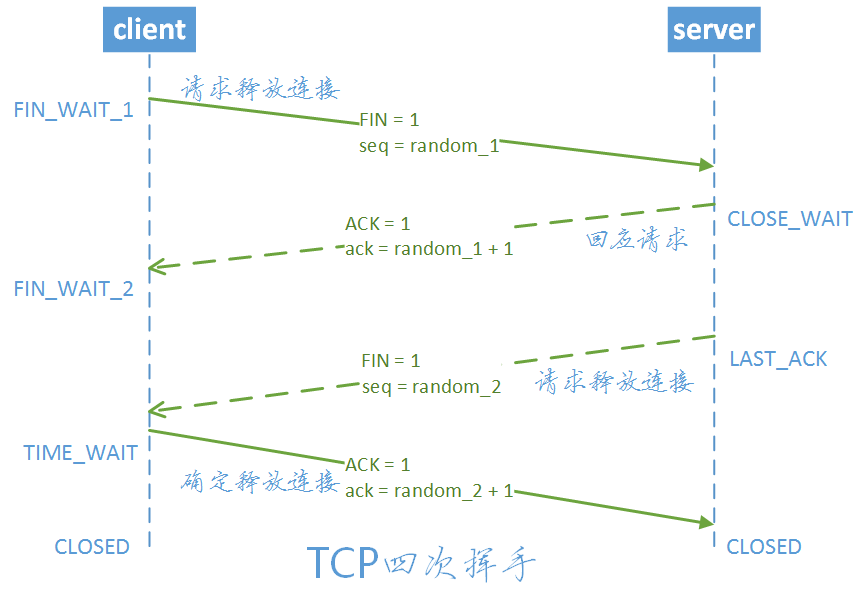 client
server
请求释放连接
FIN_WAIT_1
FIN = 1
seq = random_1
CLOSE_WAIT
ACK = 1
ack = random_1 + 1
回应请求
FIN_WAIT_2
LAST_ACK
FIN = 1
seq = random_2
请求释放连接
TIME_WAIT
ACK = 1
ack = random_2 + 1
确定释放连接
CLOSED
CLOSED
TCP四次挥手